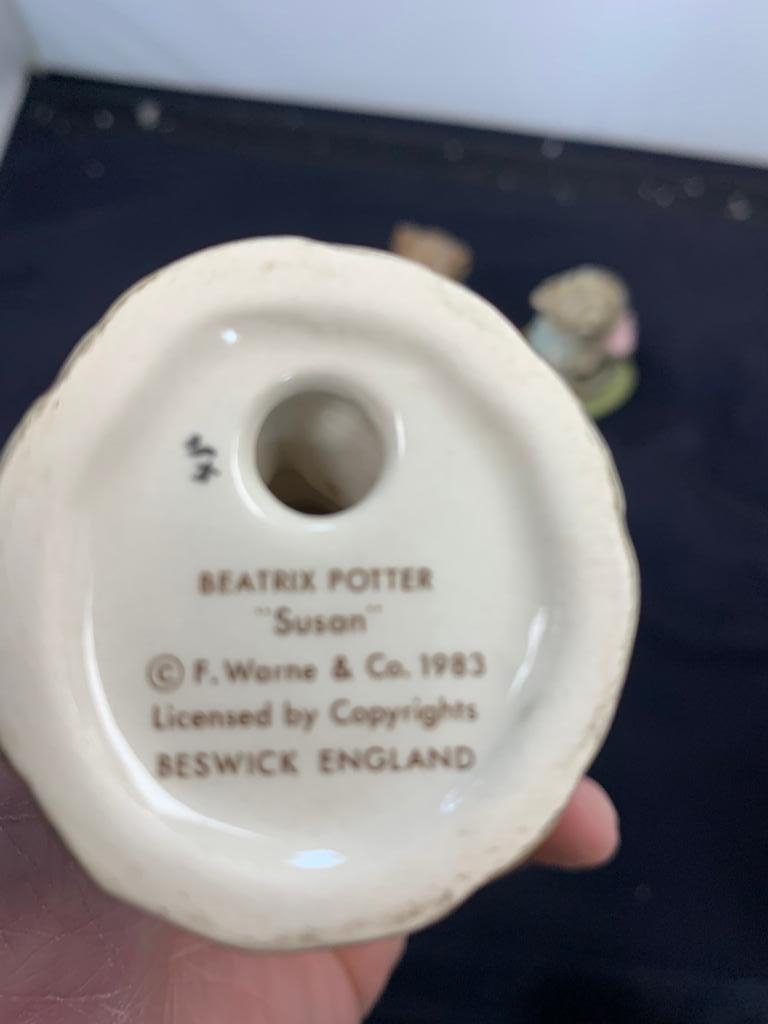 BEATRIX POTTER
"Susan"
© F. Warne & Co. 1983
Licensed by Copyrights
BESWICK ENGLAND